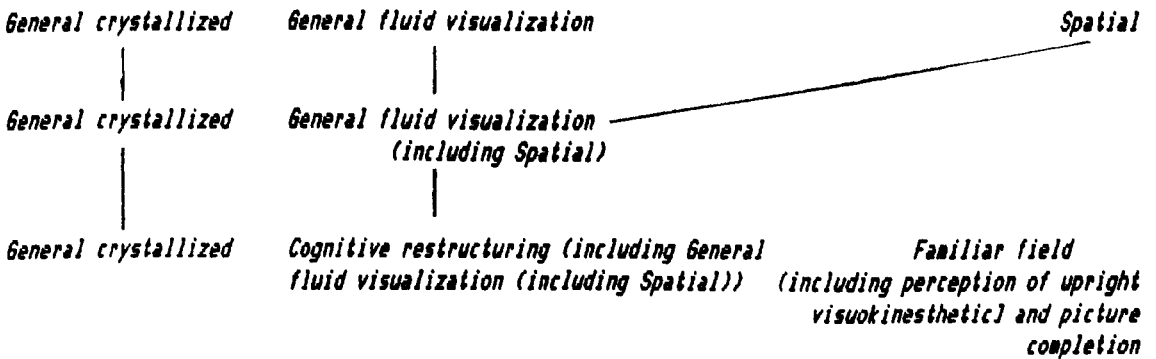 General crystallized General fluid visualization Spatial
General crystallized General fluid visualization
(including Spatial)
General crystallized Cognitive restructuring (including General Familiar field
fluid visualization (including Spatial)) (including perception of upright
visuokinesthetic] and picture
completion